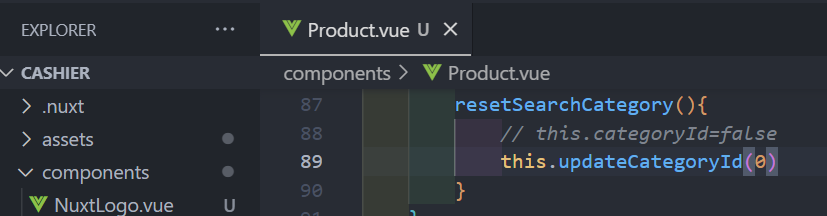 EXPLORER ...
CASHIER
.nuxt
assets
components
NuxtLogo.vue U
Product.vue U
components > Product.vue
87 resetSearchCategory(){
88 // this.categoryId=false
89 this.updateCategoryId(0)
90 }